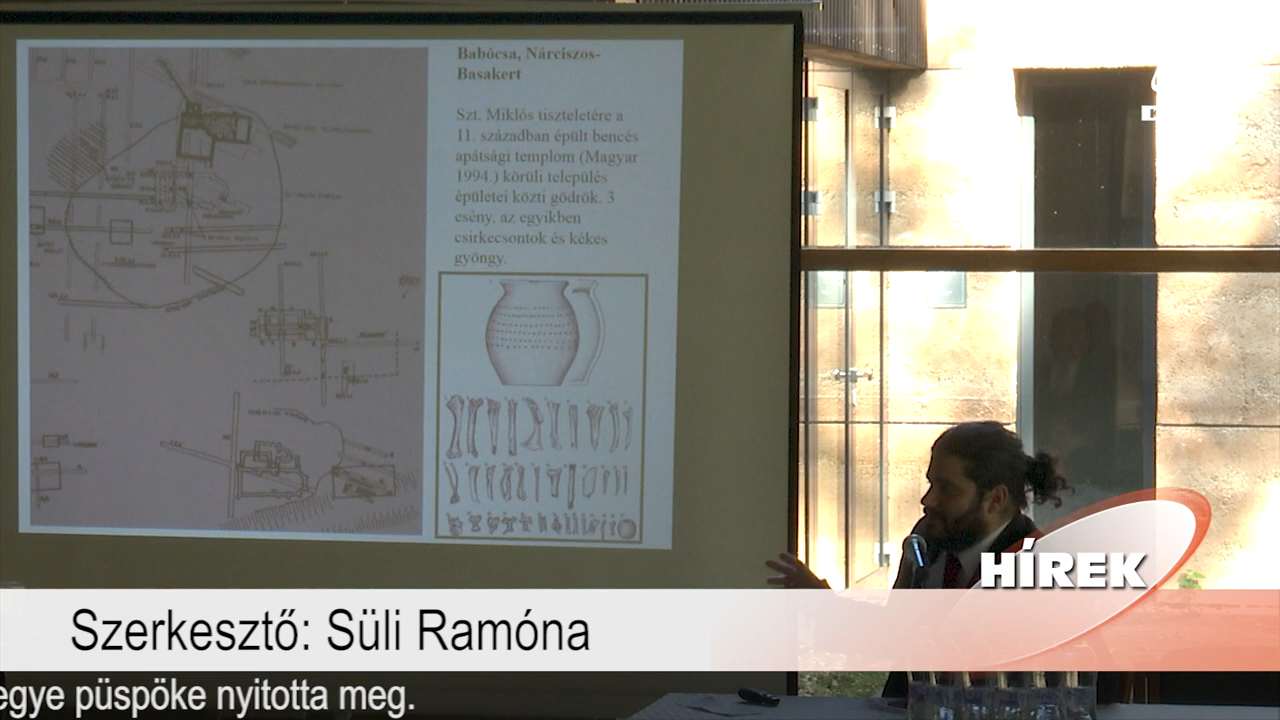 Babócsa, Nárciszos-
Basakert
Szt. Miklós tiszteletére a
11. században épült bencés
apátsági templom (Magyar
1994.) körüli település
épületei közti gödrök. 3
esény, az egyikben
csirkecsontok és kékes
gyöngy.
HÍREK
Szerkesztő: Süli Ramóna
egye püspöke nyitotta meg.